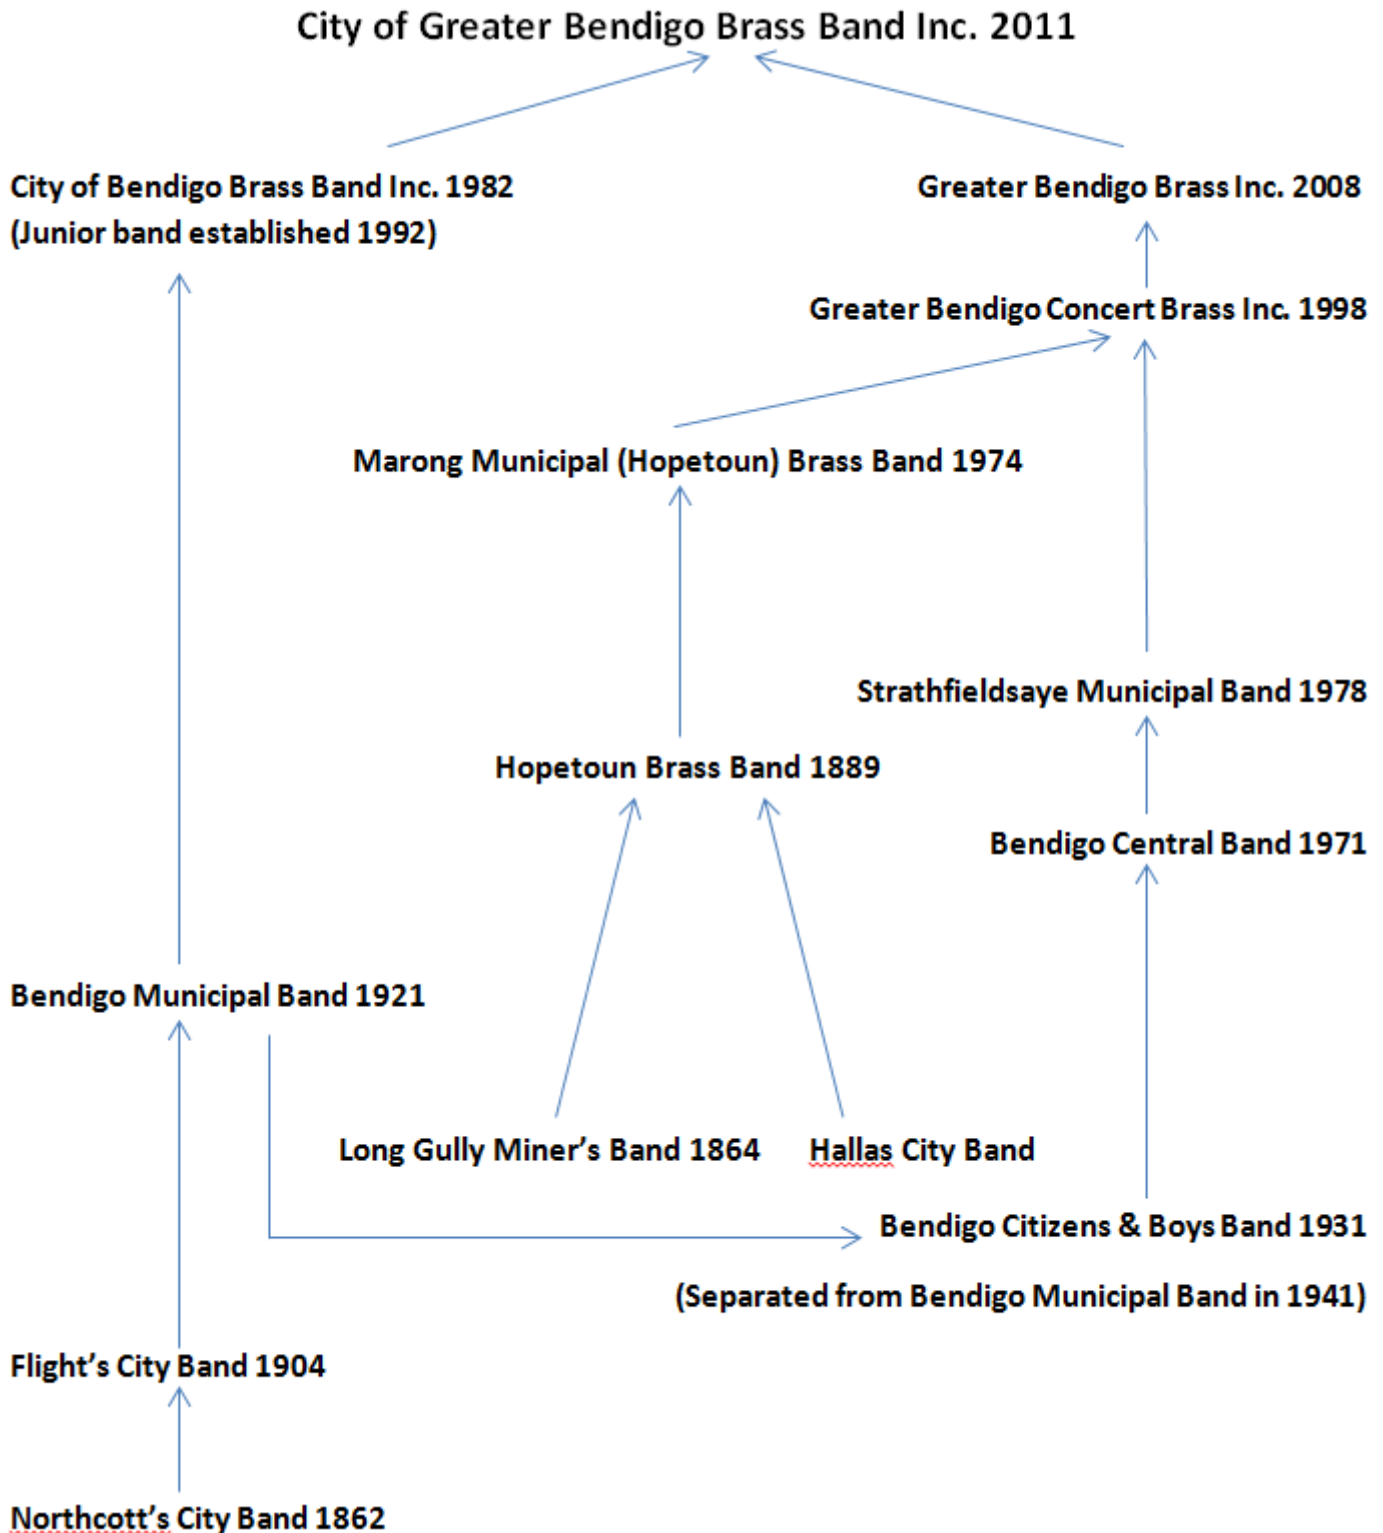 City of Greater Bendigo Brass Band Inc. 2011
City of Bendigo Brass Band Inc. 1982
(Junior band established 1992)
Greater Bendigo Brass Inc. 2008
Greater Bendigo Concert Brass Inc. 1998
Marong Municipal (Hopetoun) Brass Band 1974
Strathfieldsaye Municipal Band 1978
Hopetoun Brass Band 1889
Bendigo Central Band 1971
Bendigo Municipal Band 1921
Long Gully Miner’s Band 1864
Hallas City Band
Bendigo Citizens & Boys Band 1931
(Separated from Bendigo Municipal Band in 1941)
Flight’s City Band 1904
Northcott’s City Band 1862